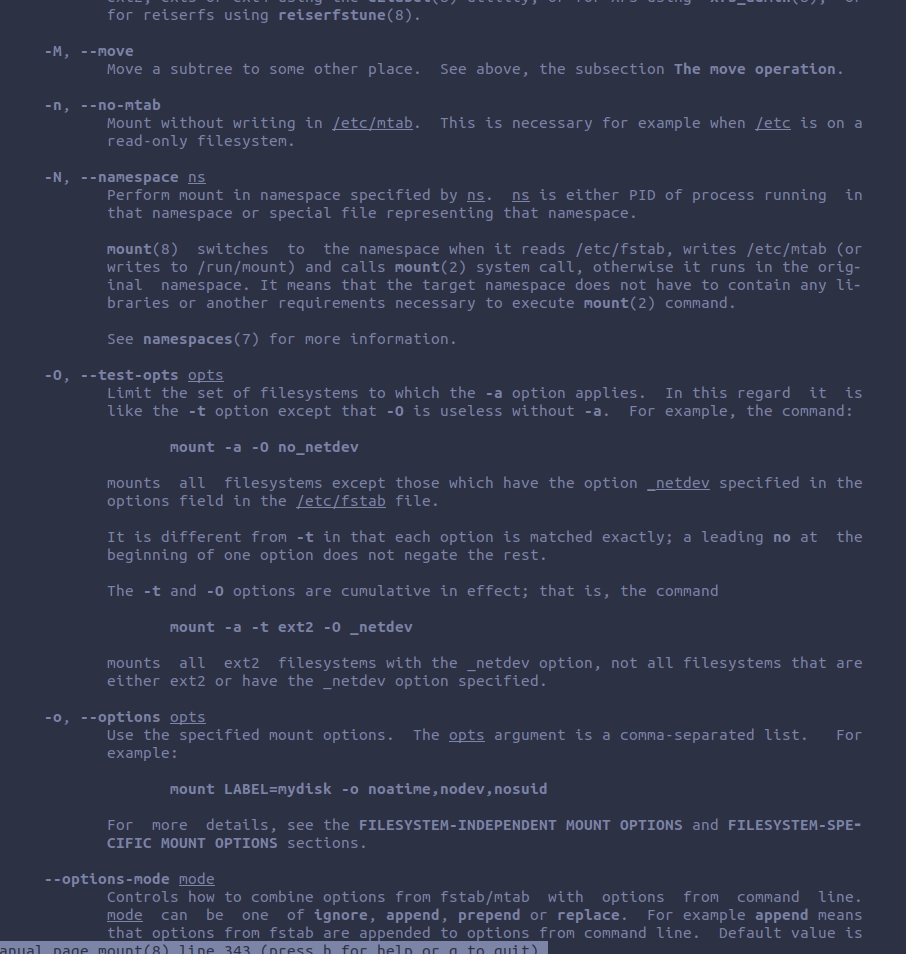 for reiserfs using reiserfstune(8).
-M, --move
Move a subtree to some other place.  See above, the subsection The move operation.
-n, --no-mtab
Mount without writing in /etc/mtab.  This is necessary for example when /etc is on a
read-only filesystem.
-N, --namespace ns
Perform mount in namespace specified by ns.  ns is either PID of process running  in
that namespace or special file representing that namespace.
mount(8)  switches  to  the namespace when it reads /etc/fstab, writes /etc/mtab (or
writes to /run/mount) and calls mount(2) system call, otherwise it runs in the orig-
inal  namespace. It means that the target namespace does not have to contain any li-
braries or another requirements necessary to execute mount(2) command.
See namespaces(7) for more information.
-O, --test-opts opts
Limit the set of filesystems to which the -a option applies.  In this regard  it  is
like the -t option except that -O is useless without -a.  For example, the command:
mount -a -O no_netdev
mounts  all  filesystems except those which have the option _netdev specified in the
options field in the /etc/fstab file.
It is different from -t in that each option is matched exactly; a leading no at  the
beginning of one option does not negate the rest.
The -t and -O options are cumulative in effect; that is, the command
mount -a -t ext2 -O _netdev
mounts  all  ext2  filesystems with the _netdev option, not all filesystems that are
either ext2 or have the _netdev option specified.
-o, --options opts
Use the specified mount options.  The opts argument is a comma-separated list.   For
example:
mount LABEL=mydisk -o noatime,nodev,nosuid
For  more  details, see the FILESYSTEM-INDEPENDENT MOUNT OPTIONS and FILESYSTEM-SPE-
CIFIC MOUNT OPTIONS sections.
--options-mode mode
Controls how to combine options from fstab/mtab  with  options  from  command  line.
mode  can  be  one  of ignore, append, prepend or replace.  For example append means
that options from fstab are appended to options from command line.  Default value is
anual page mount(8) line 343 (press h for help or q to quit)